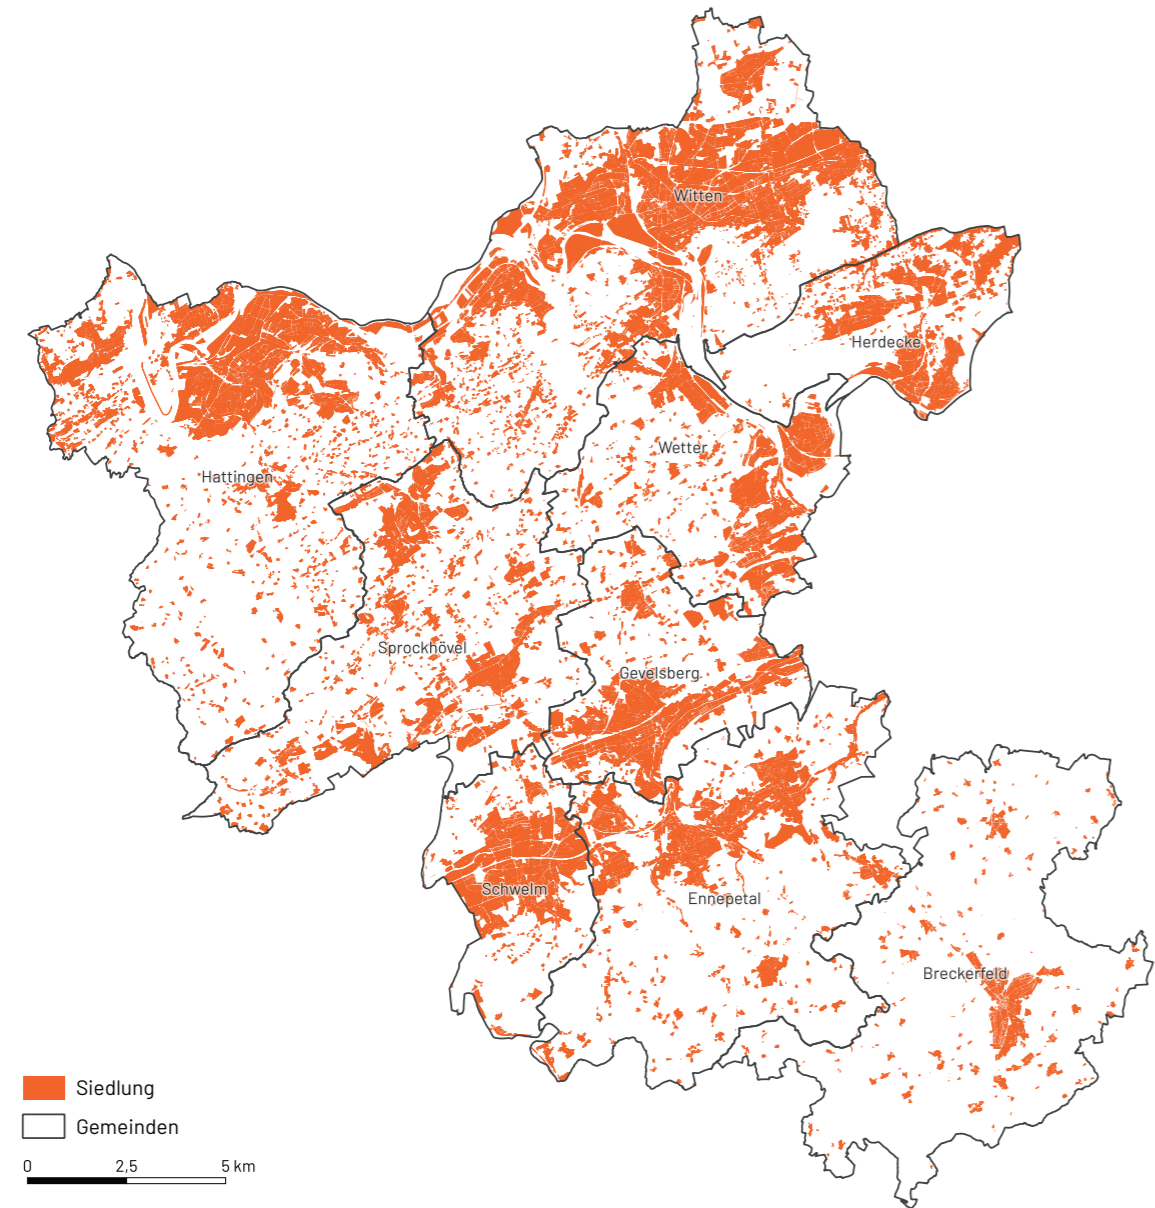 Witten
Herdecke
Wetter
Hattingen
Sprockhövel
Gevelsberg
Schwelm
Ennepetal
Breckerfeld
Siedlung
Gemeinden
0 2,5 5 km